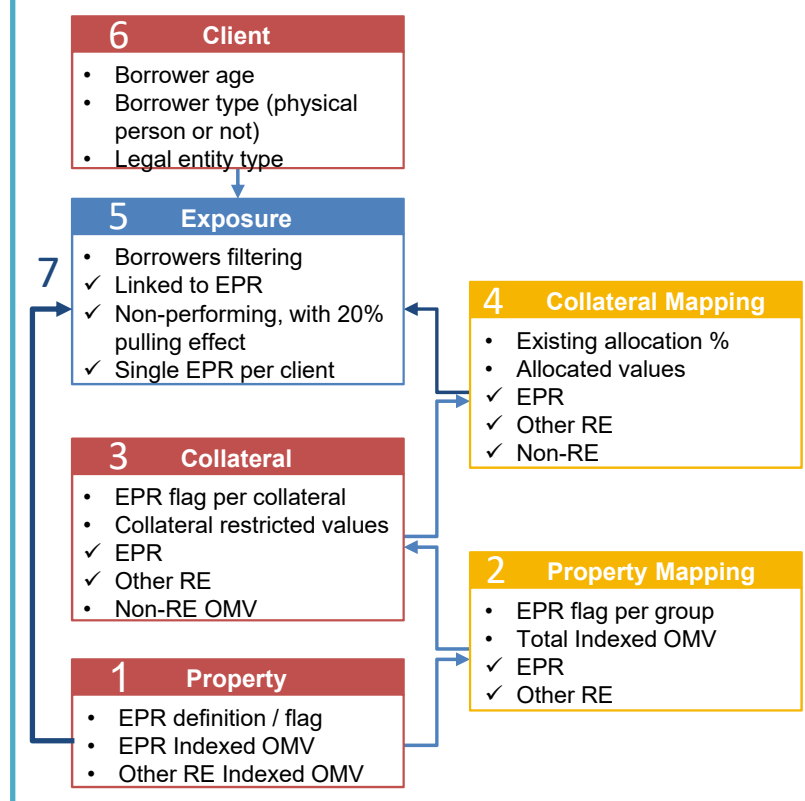 6 Client
• Borrower age
• Borrower type (physical
person or not)
• Legal entity type
5 Exposure
• Borrowers filtering
✓ Linked to EPR
✓ Non-performing, with 20%
pulling effect
✓ Single EPR per client
7
4 Collateral Mapping
• Existing allocation %
• Allocated values
✓ EPR
✓ Other RE
✓ Non-RE
3 Collateral
• EPR flag per collateral
• Collateral restricted values
✓ EPR
✓ Other RE
• Non-RE OMV
2 Property Mapping
• EPR flag per group
• Total Indexed OMV
✓ EPR
✓ Other RE
1 Property
• EPR definition / flag
• EPR Indexed OMV
• Other RE Indexed OMV